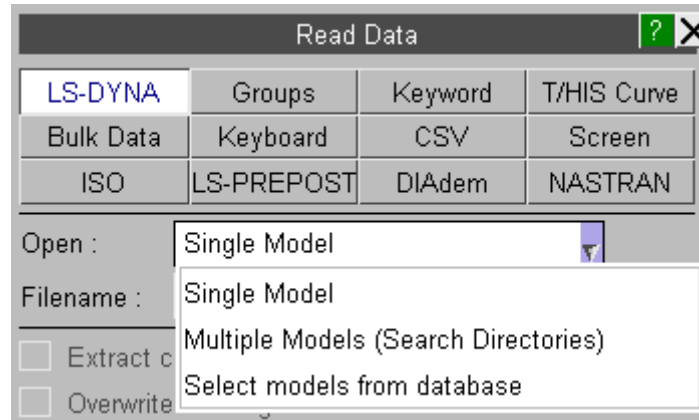 Read Data ? X
LS-DYNA Groups Keyword T/HIS Curve
Bulk Data Keyboard CSV Screen
ISO LS-PREPOST DIAdem NASTRAN
Open : Single Model
Filename : Single Model
Multiple Models (Search Directories)
Extract c
Select models from database
Overwrite